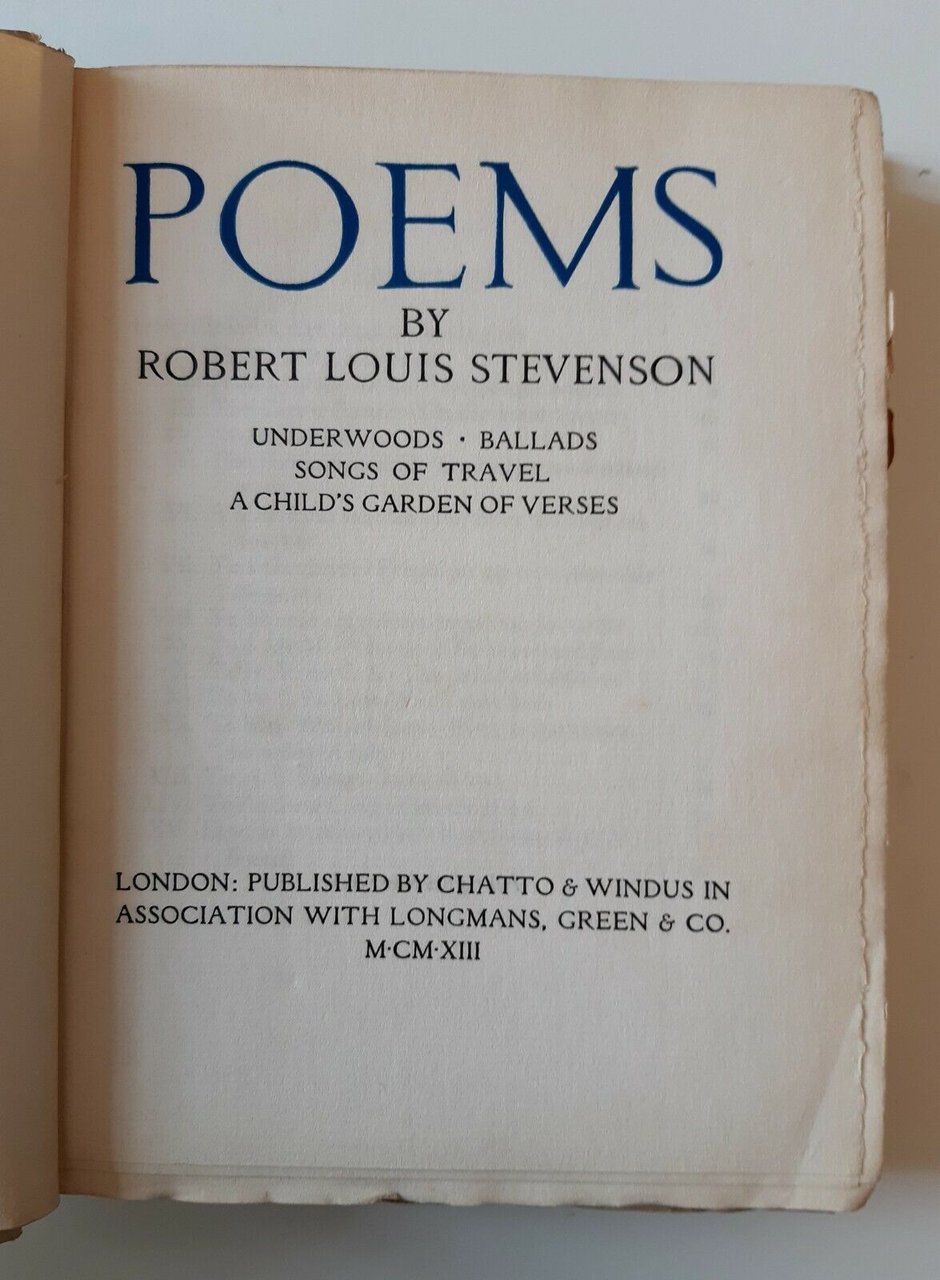 POEMS
BY
ROBERT LOUIS STEVENSON
UNDERWOODS · BALLADS
SONGS OF TRAVEL
A CHILD'S GARDEN OF VERSES
LONDON: PUBLISHED BY CHATTO & WINDUS IN
ASSOCIATION WITH LONGMANS, GREEN & CO.
M·CM·XIII